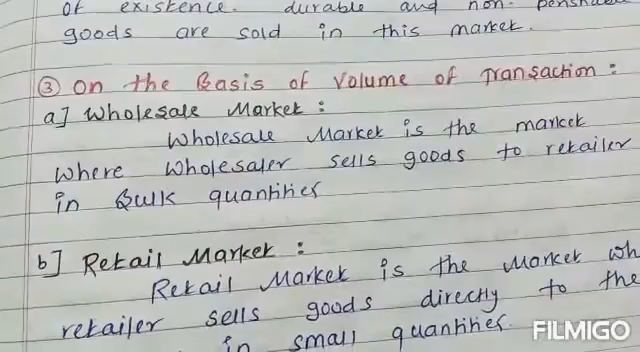 of existence. durable and non-
goods are sold in this market.
③ On the Basis of Volume of Transaction :
a] Wholesale Market :
Wholesale Market is the market
where wholesaler sells goods to retailer
in Bulk quantities
b] Retail Market :
Retail Market is the Market
retailer sells goods directly to the
in small quantities.
FILMIGO